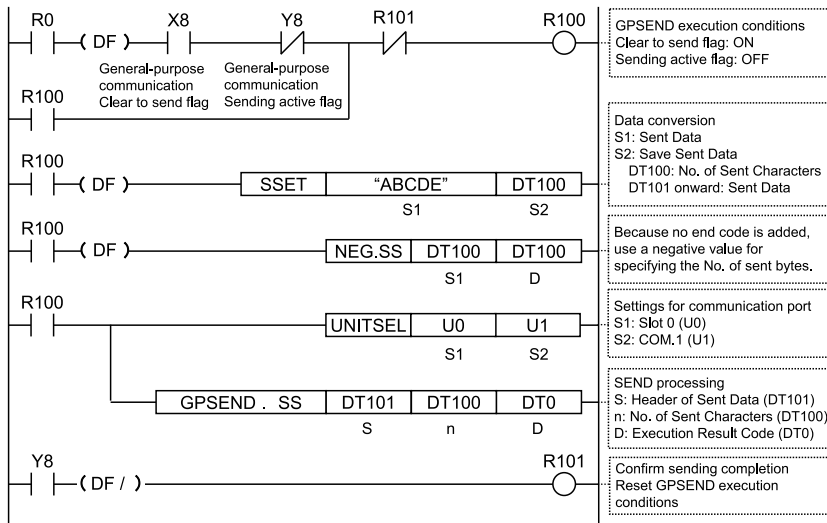 R0 X8 Y8 R101 R100
( DF )
General-purpose
communication
Clear to send flag
General-purpose
communication
Sending active flag
R100
GPSEND execution conditions
Clear to send flag: ON
Sending active flag: OFF
R100
( DF ) SSET "ABCDE" DT100
S1 S2
Data conversion
S1: Sent Data
S2: Save Sent Data
DT100: No. of Sent Characters
DT101 onward: Sent Data
R100
( DF ) NEG.SS DT100 DT100
S1 D
Because no end code is added,
use a negative value for
specifying the No. of sent bytes.
R100
UNITSEL U0 U1
S1 S2
Settings for communication port
S1: Slot 0 (U0)
S2: COM.1 (U1)
GPSEND . SS DT101 DT100 DT0
S n D
SEND processing
S: Header of Sent Data (DT101)
n: No. of Sent Characters (DT100)
D: Execution Result Code (DT0)
Y8 R101
( DF / )
Confirm sending completion
Reset GPSEND execution
conditions